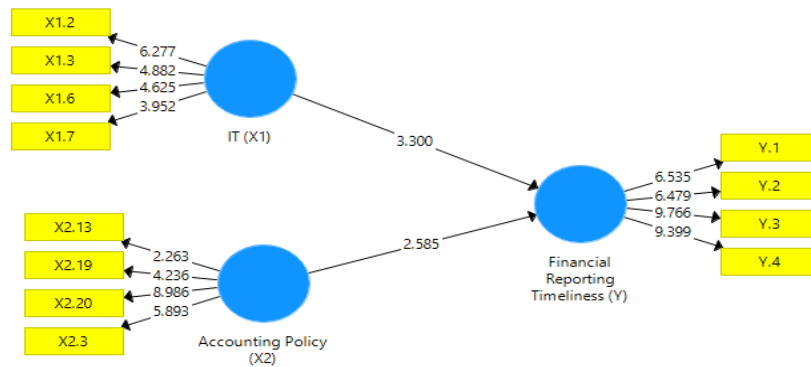 X1.2
X1.3
X1.6
X1.7
6.277
4.882
4.625
3.952
IT (X1)
3.300
X2.13
X2.19
X2.20
X2.3
2.263
4.236
8.986
5.893
Accounting Policy
(X2)
2.585
Financial
Reporting
Timeliness (Y)
6.535
6.479
9.766
9.399
Y.1
Y.2
Y.3
Y.4